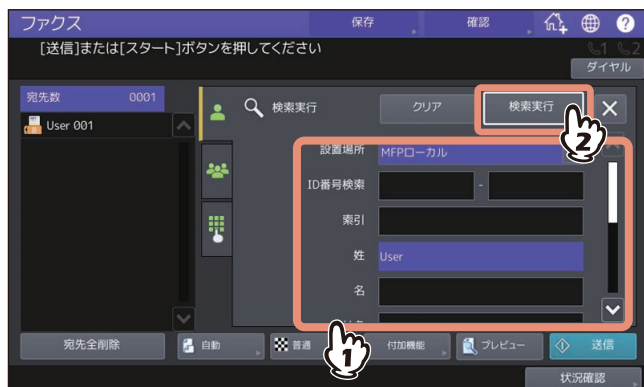 ファクス 保存 確認 ?
[送信]または[スタート]ボタンを押してください 1 2
ダイヤル
宛先数 0001
User 001
検索実行 クリア 検索実行
2
設置場所 MFPローカル
ID番号検索 -
索引
姓 User
名
1
宛先全削除 自動 普通 付加機能 プレビュー 送信
状況確認